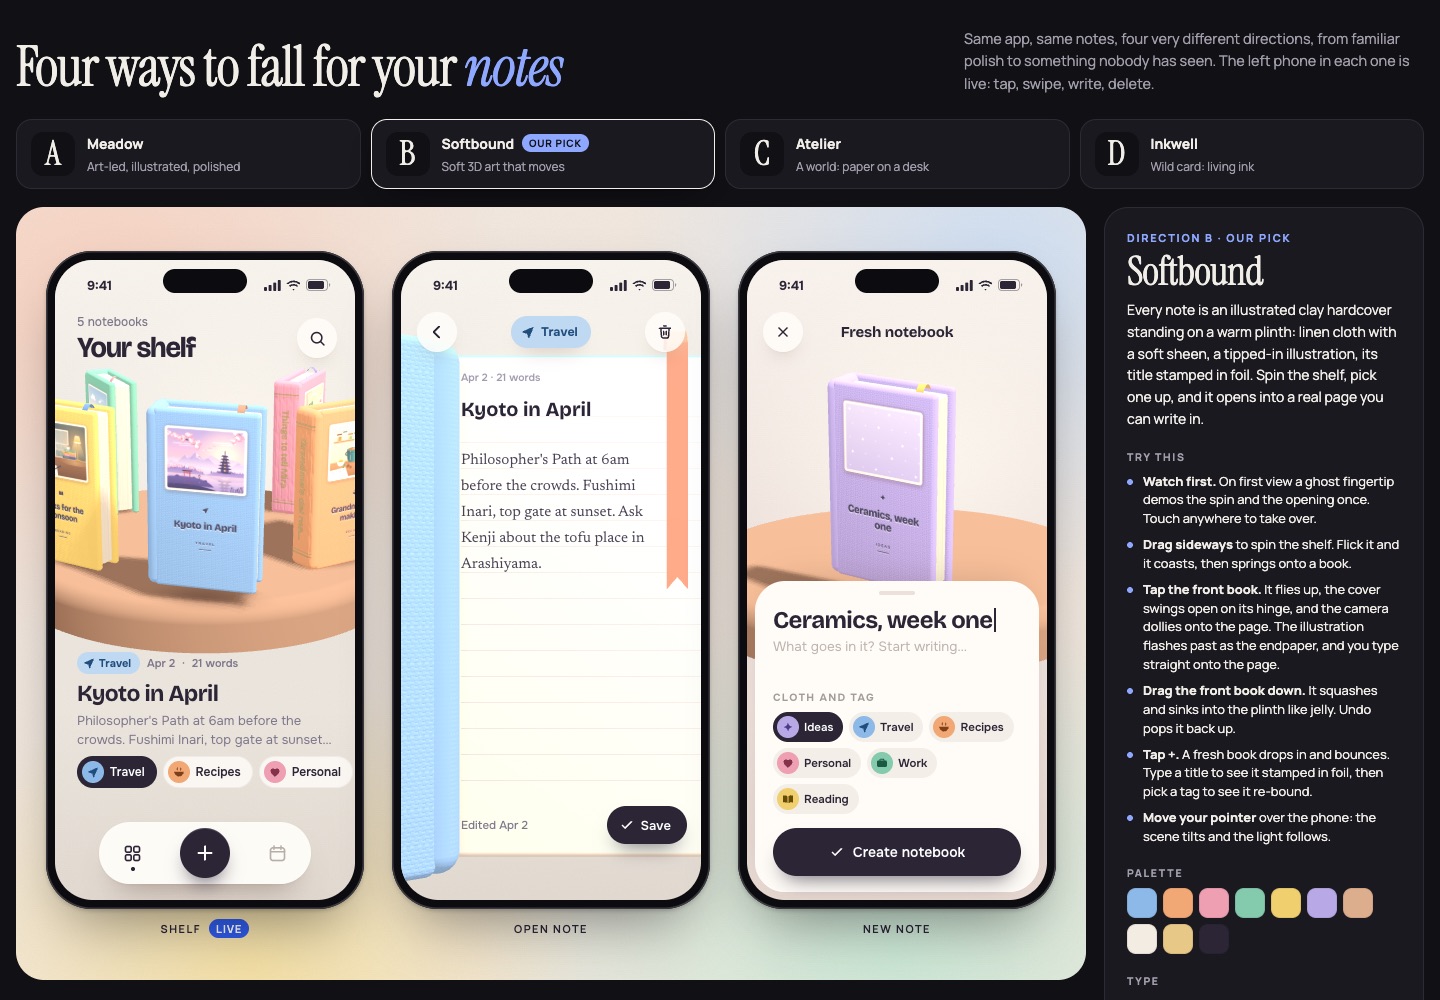 Four ways to fall for your notes
Same app, same notes, four very different directions, from familiar
polish to something nobody has seen. The left phone in each one is
live: tap, swipe, write, delete.
A
Meadow
Art-led, illustrated, polished
B
Softbound OUR PICK
Soft 3D art that moves
C
Atelier
A world: paper on a desk
D
Inkwell
Wild card: living ink
9:41
5 notebooks
Your shelf
Kyoto in April
TRAVEL
Travel Apr 2 · 21 words
Kyoto in April
Philosopher's Path at 6am before the
crowds. Fushimi Inari, top gate at sunset...
Travel Recipes Personal
SHELF LIVE
9:41
Travel
Apr 2 · 21 words
Kyoto in April
Philosopher's Path at 6am
before the crowds. Fushimi
Inari, top gate at sunset. Ask
Kenji about the tofu place in
Arashiyama.
Edited Apr 2
Save
OPEN NOTE
9:41
Fresh notebook
Ceramics, week
one
IDEAS
Ceramics, week one
What goes in it? Start writing...
CLOTH AND TAG
Ideas Travel Recipes
Personal Work
Reading
Create notebook
NEW NOTE
DIRECTION B · OUR PICK
Softbound
Every note is an illustrated clay hardcover
standing on a warm plinth: linen cloth with
a soft sheen, a tipped-in illustration, its
title stamped in foil. Spin the shelf, pick
one up, and it opens into a real page you
can write in.
TRY THIS
Watch first. On first view a ghost fingertip
demos the spin and the opening once.
Touch anywhere to take over.
Drag sideways to spin the shelf. Flick it and
it coasts, then springs onto a book.
Tap the front book. It flies up, the cover
swings open on its hinge, and the camera
dollies onto the page. The illustration
flashes past as the endpaper, and you type
straight onto the page.
Drag the front book down. It squashes
and sinks into the plinth like jelly. Undo
pops it back up.
Tap +. A fresh book drops in and bounces.
Type a title to see it stamped in foil, then
pick a tag to see it re-bound.
Move your pointer over the phone: the
scene tilts and the light follows.
PALETTE
TYPE